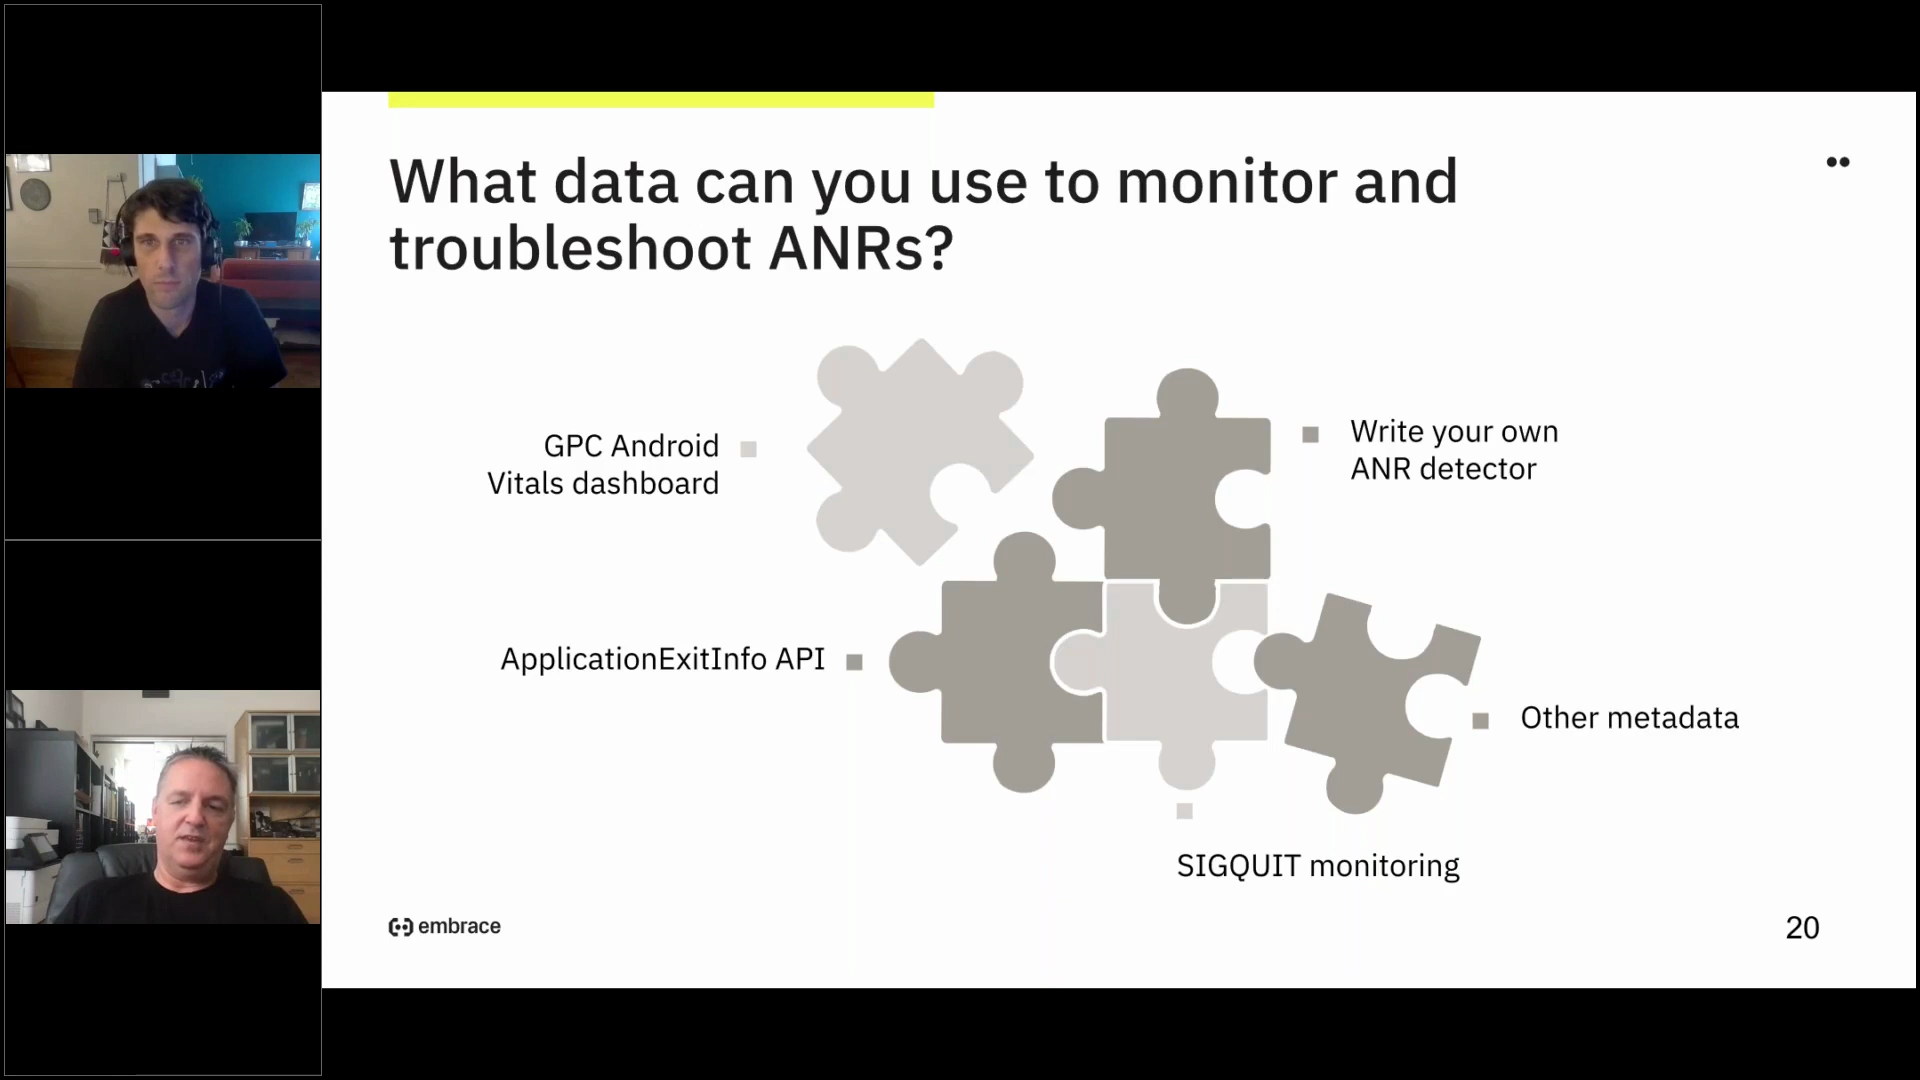 What data can you use to monitor and
troubleshoot ANRs?
GPC Android
Vitals dashboard
Write your own
ANR detector
ApplicationExitInfo API
Other metadata
SIGQUIT monitoring
embrace
20